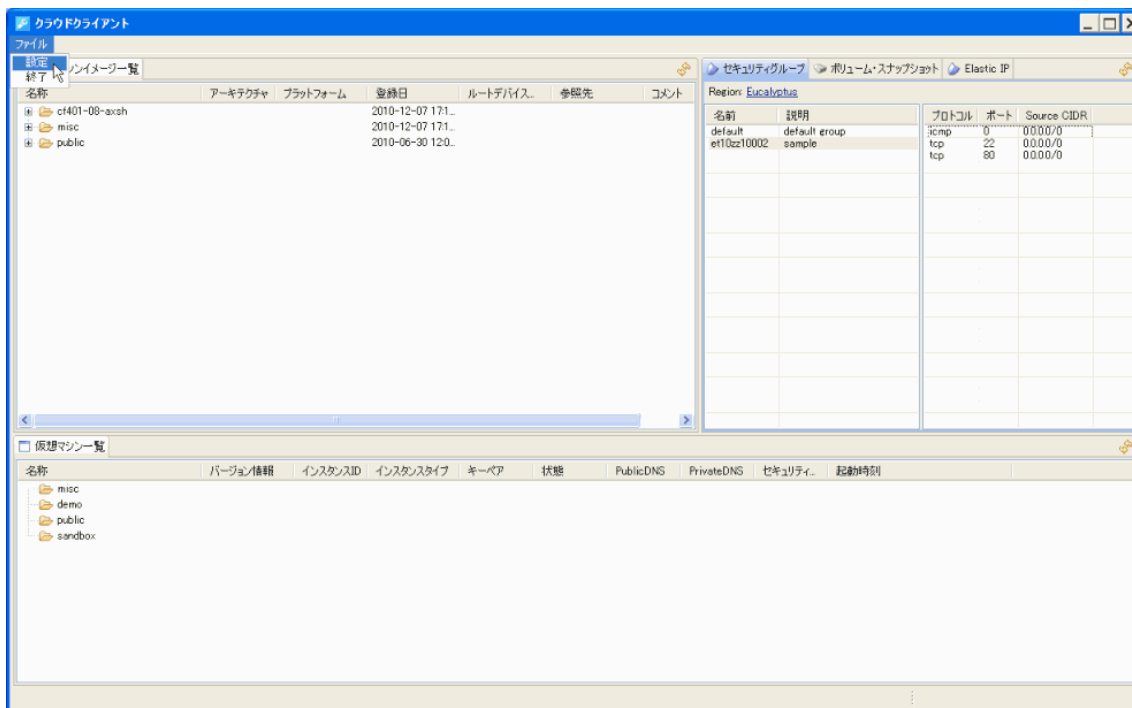 クラウドクライアント
ファイル
設定
終了
ンイメージ一覧
名称 アーキテクチャ プラットフォーム 登録日 ルートデバイス... 参照先 コメント
cf401-08-axsh 2010-12-07 17:1...
misc 2010-12-07 17:1...
public 2010-06-30 12:0...
セキュリティグループ ボリューム・スナップショット Elastic IP
Region: Eucalyptus
名前 説明
default default group
et10zz10002 sample
プロトコル ポート Source CIDR
icmp 0 0.0.0.0/0
tcp 22 0.0.0.0/0
tcp 80 0.0.0.0/0
仮想マシン一覧
名称 バージョン情報 インスタンスID インスタンスタイプ キーペア 状態 PublicDNS PrivateDNS セキュリティ... 起動時刻
misc
demo
public
sandbox